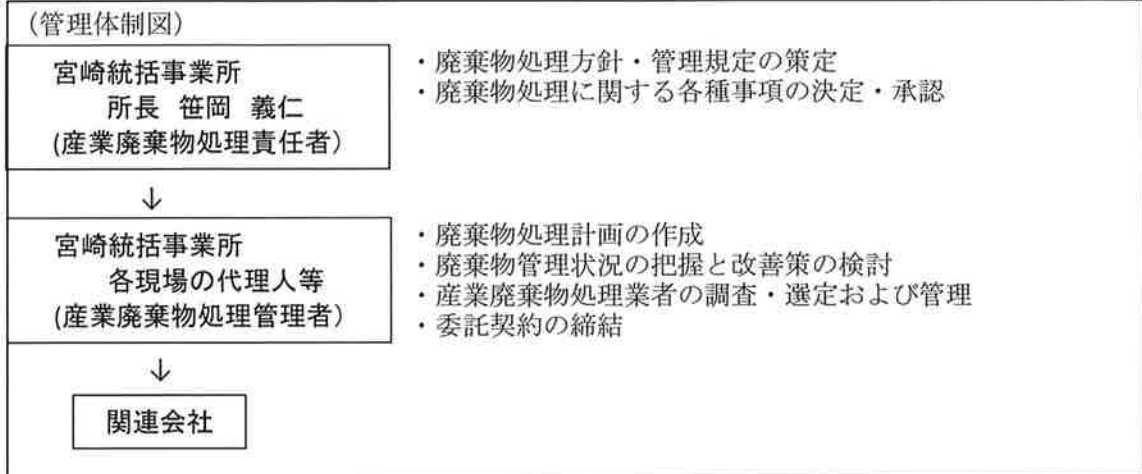 (管理体制図)
宮崎統括事業所
所長 笹岡 義仁
(産業廃棄物処理責任者)
・廃棄物処理方針・管理規定の策定
・廃棄物処理に関する各種事項の決定・承認
↓
宮崎統括事業所
各現場の代理人等
(産業廃棄物処理管理者)
・廃棄物処理計画の作成
・廃棄物管理状況の把握と改善策の検討
・産業廃棄物処理業者の調査・選定および管理
・委託契約の締結
↓
関連会社